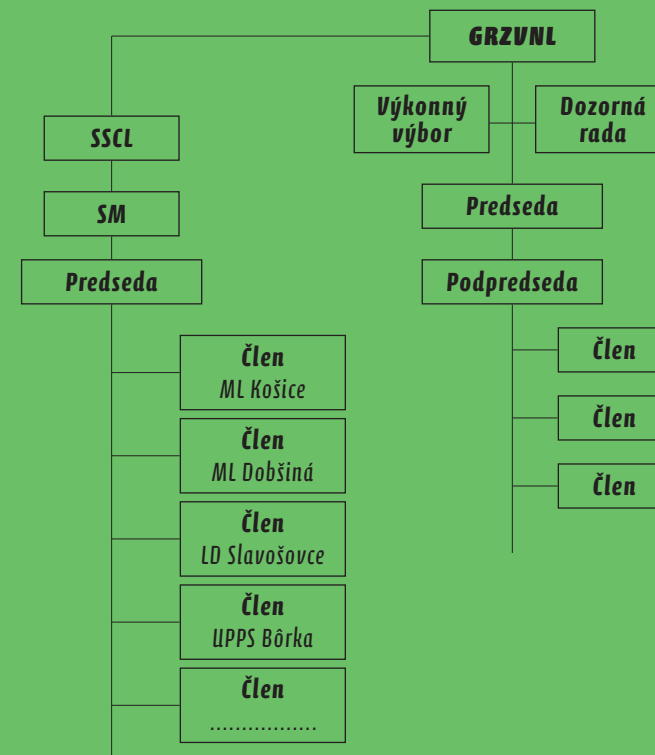 GRZVNL
Výkonný
výbor
Dozorná
rada
SSCL
SM
Predseda
Predseda
Podpredseda
Člen
ML Košice
Člen
ML Dobšiná
Člen
LD Slavošovce
Člen
UPPS Bôrka
Člen
.................
Člen
Člen
Člen